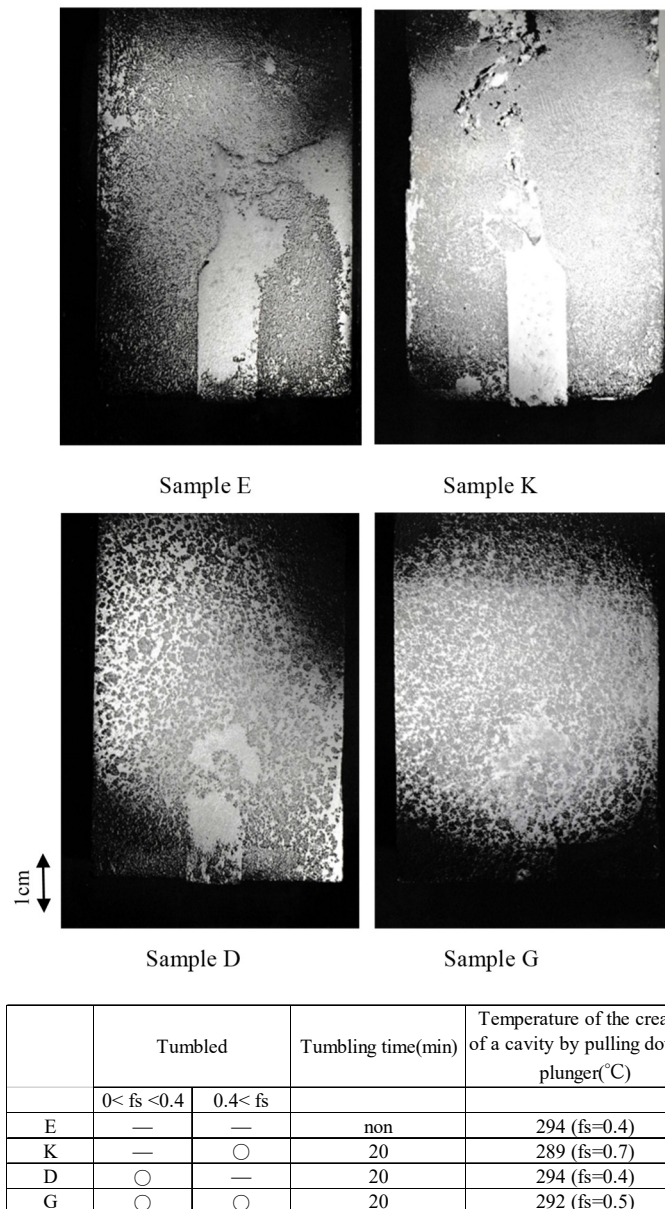 Sample E
Sample K
1cm
Sample D
Sample G
Tumbled
Tumbling time(min)
Temperature of the
of a cavity by pulling
plunger(℃)
0< fs <0.4
0.4< fs
E — — non 294 (fs=0.4)
K — ○ 20 289 (fs=0.7)
D ○ — 20 294 (fs=0.4)
G ○ ○ 20 292 (fs=0.5)